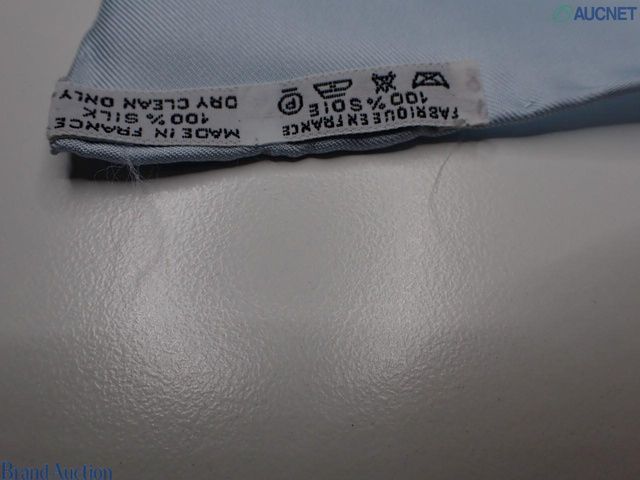 AUCNET
FABRIQUE EN FRANCE
100% SOIE
P
MADE IN FRANCE
100% SILK
DRY CLEAN ONLY
Brand Auction